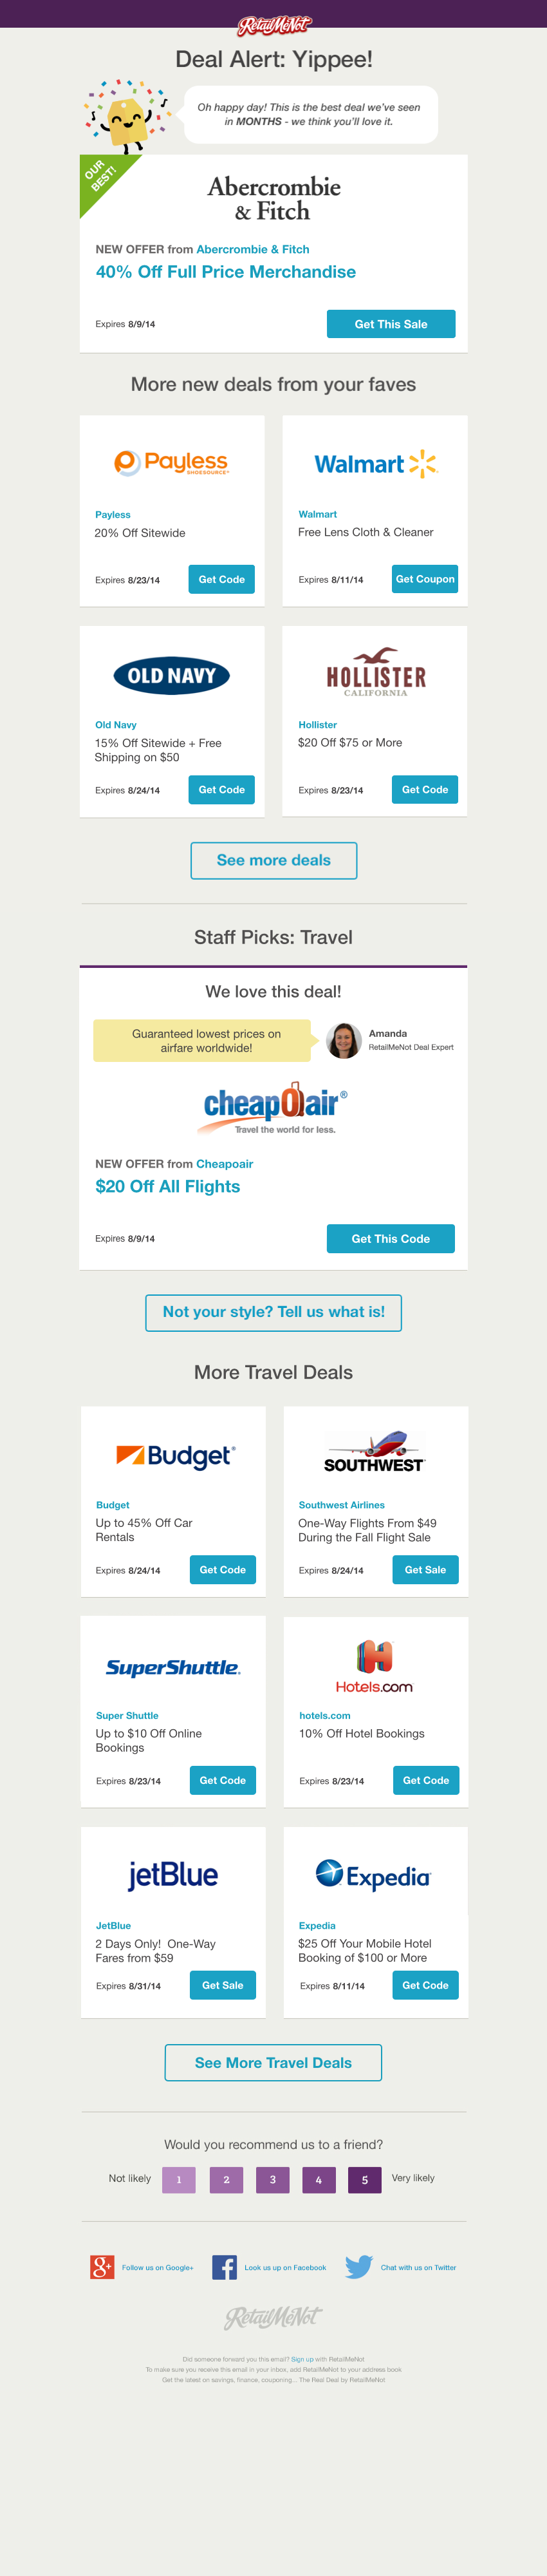 RetailMeNot
Deal Alert: Yippee!
Oh happy day! This is the best deal we've seen
in MONTHS - we think you'll love it.
OUR
BEST!
Abercrombie
& Fitch
NEW OFFER from Abercrombie & Fitch
40% Off Full Price Merchandise
Expires 8/9/14
Get This Sale
More new deals from your faves
Payless
SHOESOURCE
Payless
20% Off Sitewide
Expires 8/23/14
Get Code
Walmart
Walmart
Free Lens Cloth & Cleaner
Expires 8/11/14
Get Coupon
OLD NAVY
Old Navy
15% Off Sitewide + Free
Shipping on $50
Expires 8/24/14
Get Code
HOLLISTER
CALIFORNIA
Hollister
$20 Off $75 or More
Expires 8/23/14
Get Code
See more deals
Staff Picks: Travel
We love this deal!
Guaranteed lowest prices on
airfare worldwide!
Amanda
RetailMeNot Deal Expert
cheapOair®
Travel the world for less.
NEW OFFER from Cheapoair
$20 Off All Flights
Expires 8/9/14
Get This Code
Not your style? Tell us what is!
More Travel Deals
Budget®
Budget
Up to 45% Off Car
Rentals
Expires 8/24/14
Get Code
SOUTHWEST
Southwest Airlines
One-Way Flights From $49
During the Fall Flight Sale
Expires 8/24/14
Get Sale
SuperShuttle.
Super Shuttle
Up to $10 Off Online
Bookings
Expires 8/23/14
Get Code
Hotels.com
hotels.com
10% Off Hotel Bookings
Expires 8/23/14
Get Code
jetBlue
JetBlue
2 Days Only!  One-Way
Fares from $59
Expires 8/31/14
Get Sale
Expedia
Expedia
$25 Off Your Mobile Hotel
Booking of $100 or More
Expires 8/11/14
Get Code
See More Travel Deals
Would you recommend us to a friend?
Not likely 1 2 3 4 5 Very likely
g+ Follow us on Google+
f Look us up on Facebook
Chat with us on Twitter
RetailMeNot
Did someone forward you this email? Sign up with RetailMeNot
To make sure you receive this email in your inbox, add RetailMeNot to your address book
Get the latest on savings, finance, couponing... The Real Deal by RetailMeNot